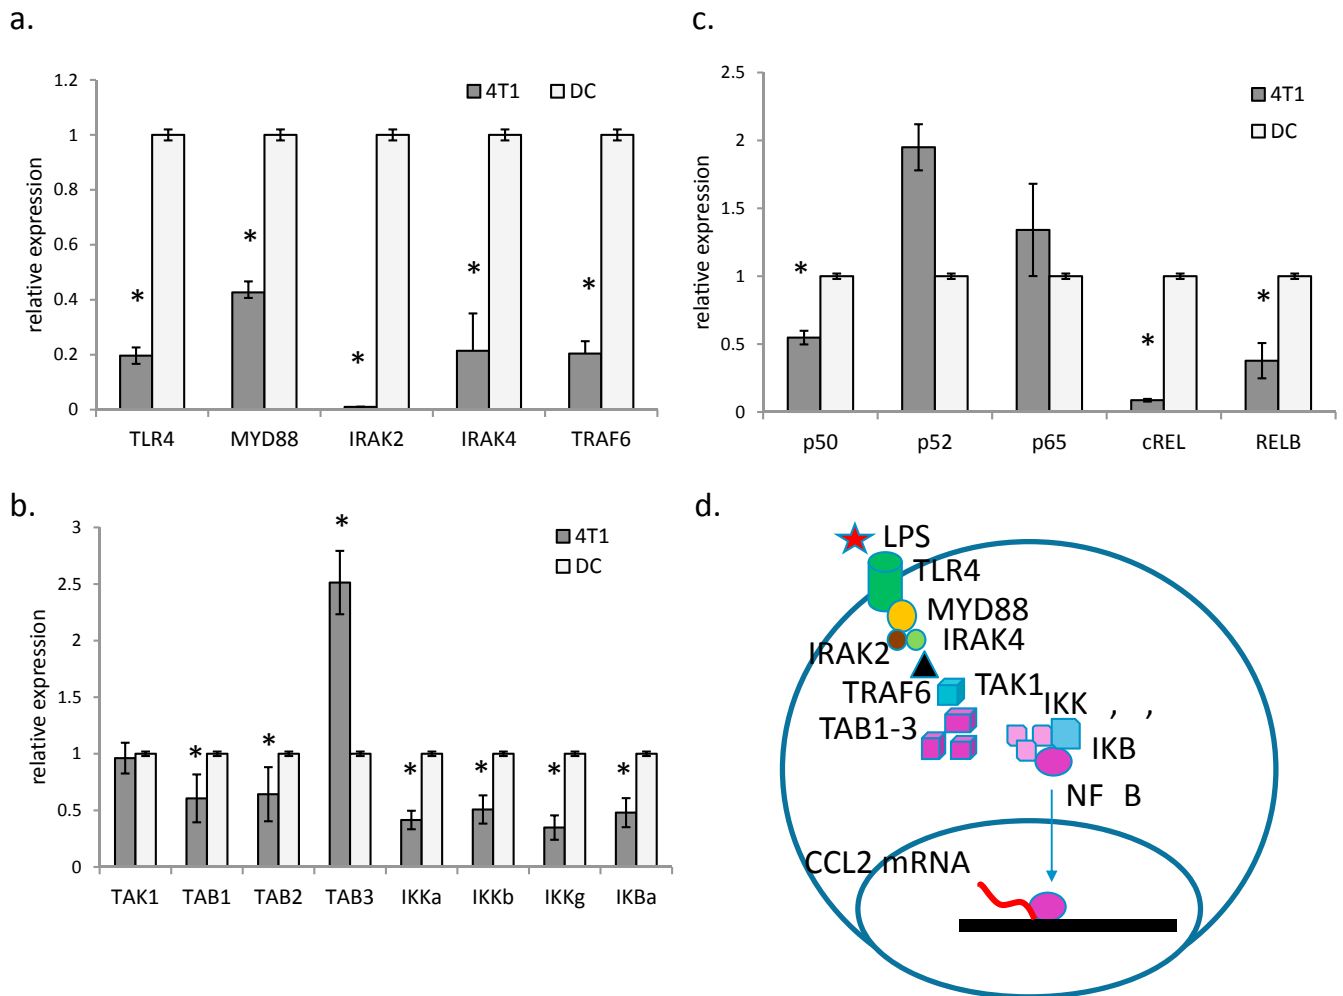 a.
1.2
1
0.8
0.6
0.4
0.2
0
relative expression
4T1 DC
* * * * *
TLR4 MYD88 IRAK2 IRAK4 TRAF6
c.
2.5
2
1.5
1
0.5
0
relative expression
4T1
DC
* * *
p50 p52 p65 cREL RELB
b.
3
2.5
2
1.5
1
0.5
0
relative expression
4T1
DC
* * * * * * *
TAK1 TAB1 TAB2 TAB3 IKKa IKKb IKKg IKBa
d.
LPS
TLR4
MYD88
IRAK2 IRAK4
TRAF6 TAK1
TAB1-3 IKK , ,
IKB
NF B
CCL2 mRNA